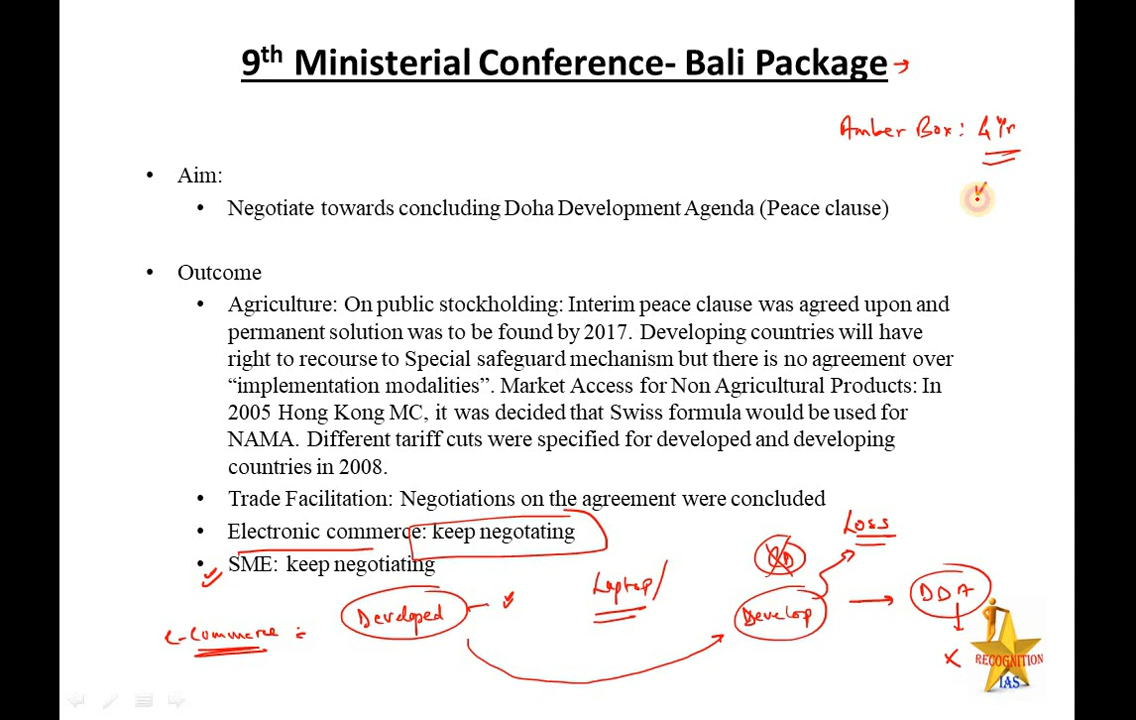 9th Ministerial Conference- Bali Package
Amber Box: 4 Yr
• Aim:
• Negotiate towards concluding Doha Development Agenda (Peace clause)
• Outcome
• Agriculture: On public stockholding: Interim peace clause was agreed upon and
permanent solution was to be found by 2017. Developing countries will have
right to recourse to Special safeguard mechanism but there is no agreement over
“implementation modalities”. Market Access for Non Agricultural Products: In
2005 Hong Kong MC, it was decided that Swiss formula would be used for
NAMA. Different tariff cuts were specified for developed and developing
countries in 2008.
• Trade Facilitation: Negotiations on the agreement were concluded
Loss
• Electronic commerce: keep negotating
• SME: keep negotiating
Laptop/
Developed
Develop
DDA
e-Commerce :
RECOGNITION
IAS